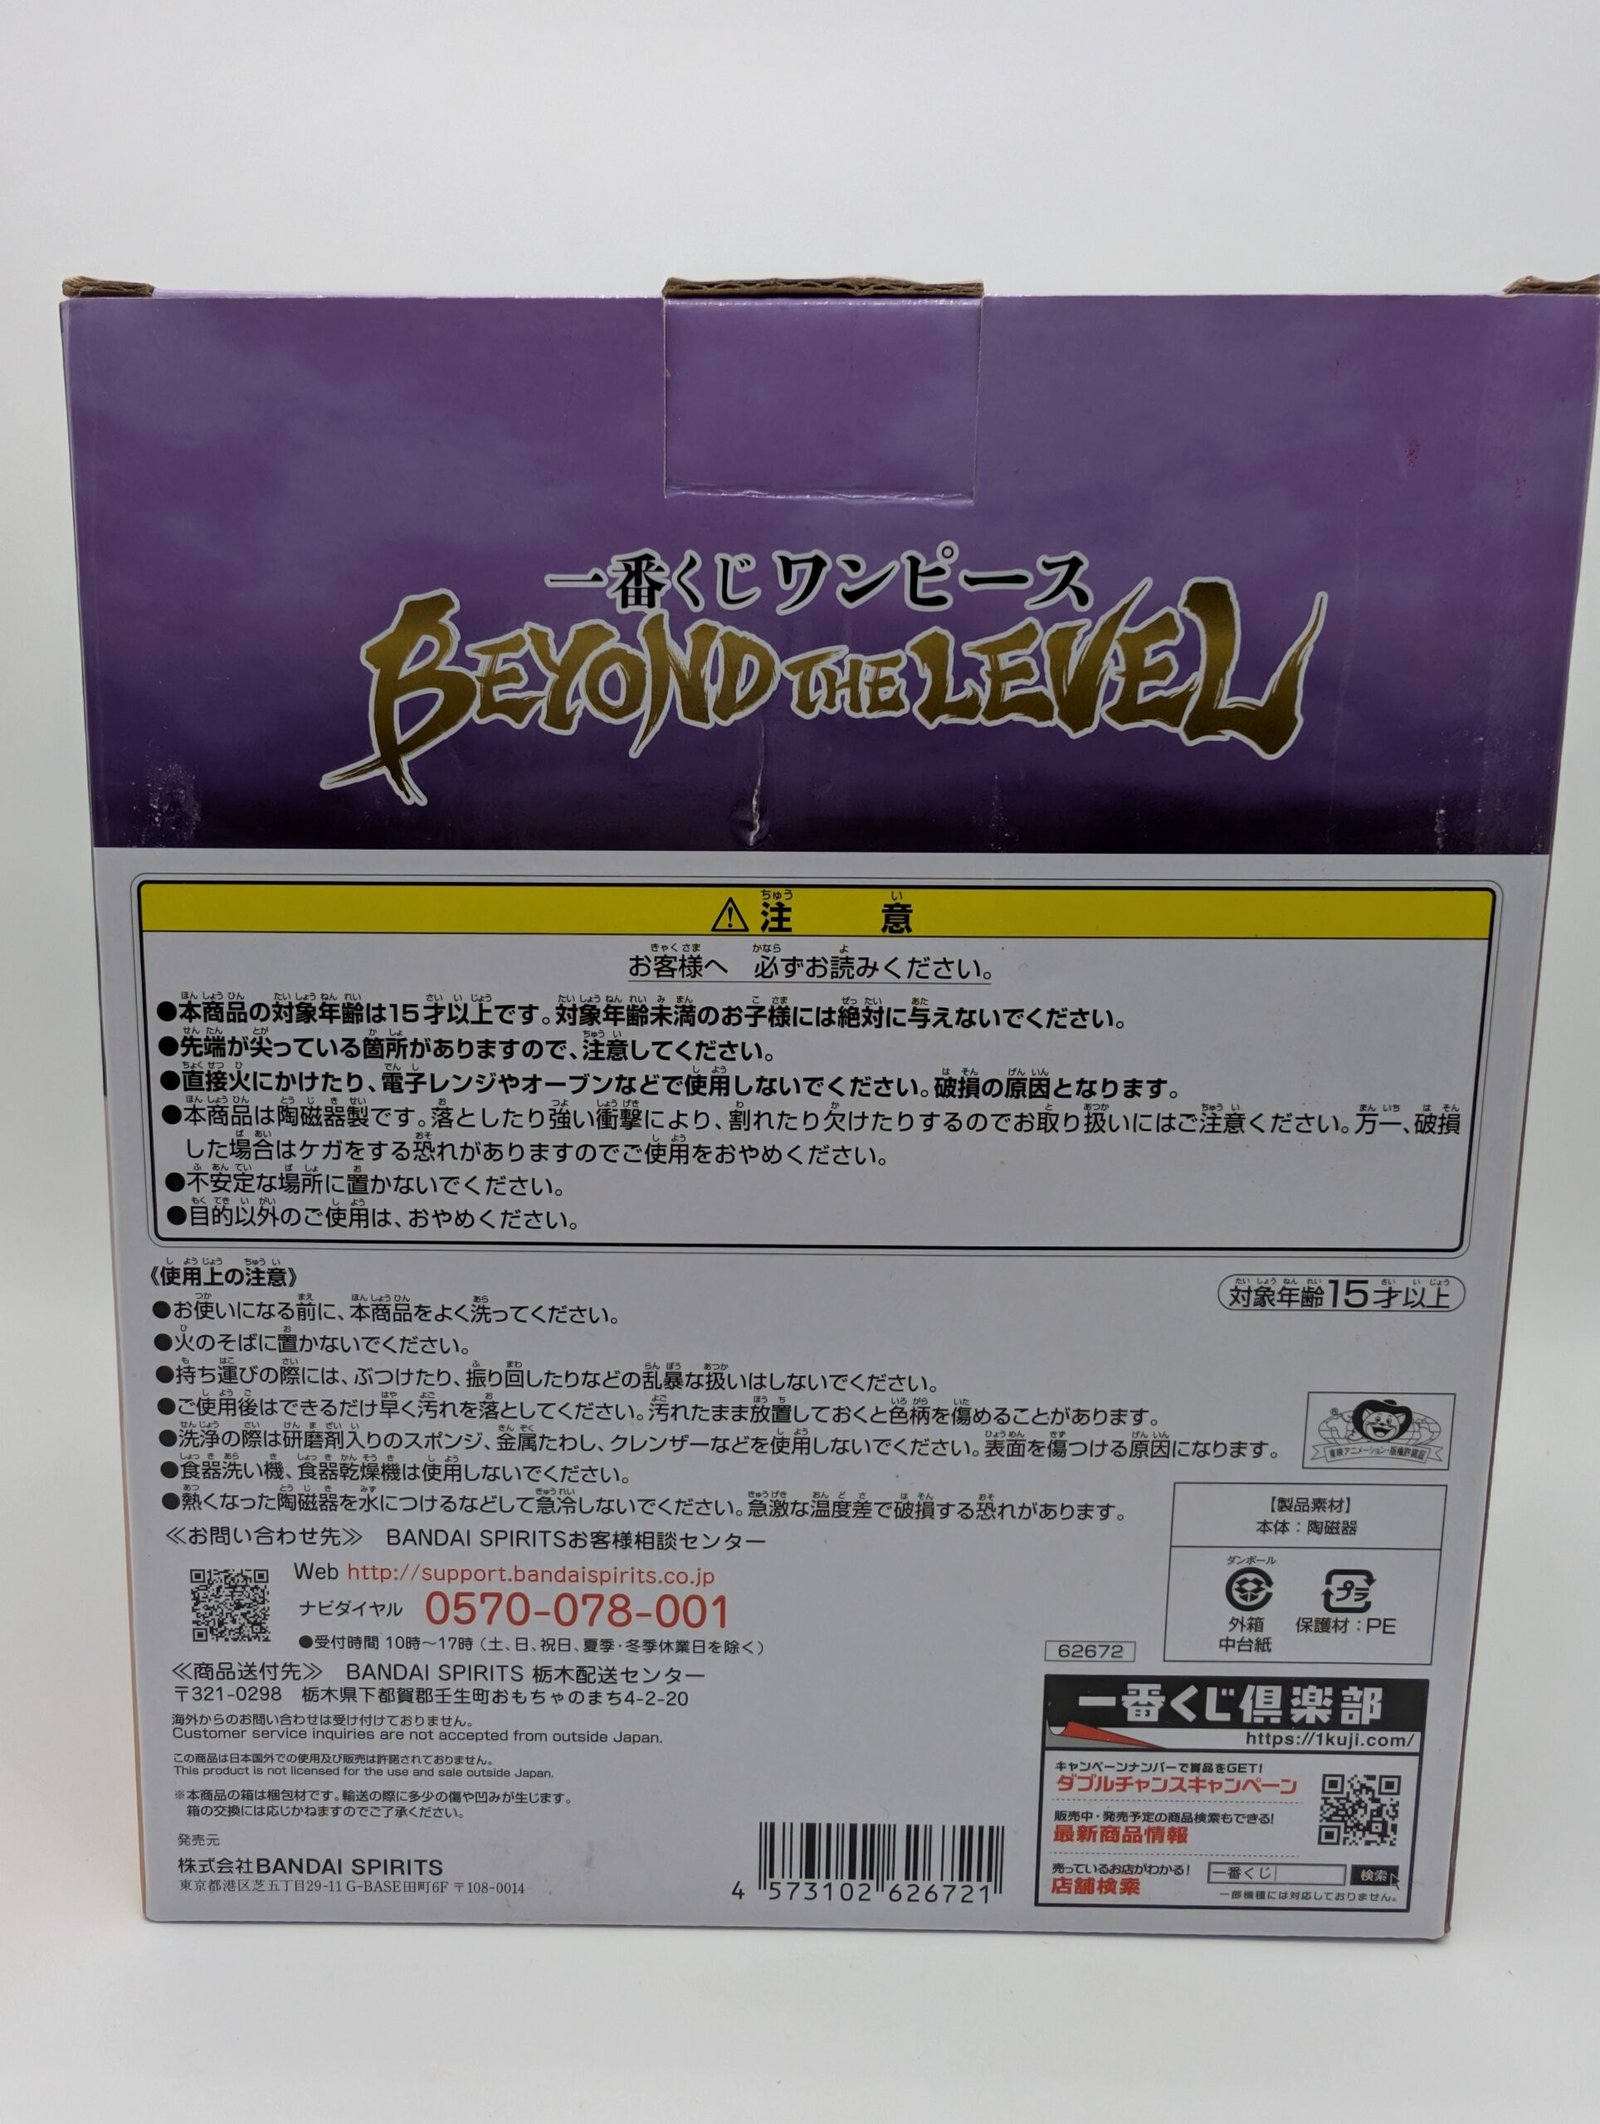 一番くじ ワンピース
BEYOND THE LEVEL
⚠注意
お客様へ 必ずお読みください。
●本商品の対象年齢は15才以上です。対象年齢未満のお子様には絶対に与えないでください。
●先端が尖っている箇所がありますので、注意してください。
●直接火にかけたり、電子レンジやオーブンなどで使用しないでください。破損の原因となります。
●本商品は陶磁器製です。落としたり強い衝撃により、割れたり欠けたりするのでお取り扱いにはご注意ください。万一、破損
した場合はケガをする恐れがありますのでご使用をおやめください。
●不安定な場所に置かないでください。
●目的以外のご使用は、おやめください。
《使用上の注意》
対象年齢15才以上
●お使いになる前に、本商品をよく洗ってください。
●火のそばに置かないでください。
●持ち運びの際には、ぶつけたり、振り回したりなどの乱暴な扱いはしないでください。
●ご使用後はできるだけ早く汚れを落としてください。汚れたまま放置しておくと色柄を傷めることがあります。
●洗浄の際は研磨剤入りのスポンジ、金属たわし、クレンザーなどを使用しないでください。表面を傷つける原因になります。
●食器洗い機、食器乾燥機は使用しないでください。
●熱くなった陶磁器を水につけるなどして急冷しないでください。急激な温度差で破損する恐れがあります。
東映アニメーション・版権許諾証
【製品素材】
本体：陶磁器
ダンボール
外箱
中台紙
プラ
保護材：PE
≪お問い合わせ先≫ BANDAI SPIRITSお客様相談センター
Web http://support.bandaispirits.co.jp
ナビダイヤル 0570-078-001
●受付時間 10時～17時（土、日、祝日、夏季・冬季休業日を除く）
≪商品送付先≫ BANDAI SPIRITS 栃木配送センター
〒321-0298 栃木県下都賀郡壬生町おもちゃのまち4-2-20
海外からのお問い合わせは受け付けておりません。
Customer service inquiries are not accepted from outside Japan.
この商品は日本国外での使用及び販売は許諾されておりません。
This product is not licensed for the use and sale outside Japan.
※本商品の箱は梱包材です。輸送の際に多少の傷や凹みが生じます。
箱の交換には応じかねますのでご了承ください。
発売元
株式会社BANDAI SPIRITS
東京都港区芝五丁目29-11 G-BASE田町6F 〒108-0014
4 573102 626721
62672
一番くじ倶楽部
https://1kuji.com/
キャンペーンナンバーで賞品をGET!
ダブルチャンスキャンペーン
販売中・発売予定の商品検索もできる!
最新商品情報
売っているお店がわかる!
店舗検索
一番くじ 検索
一部機種には対応しておりません。